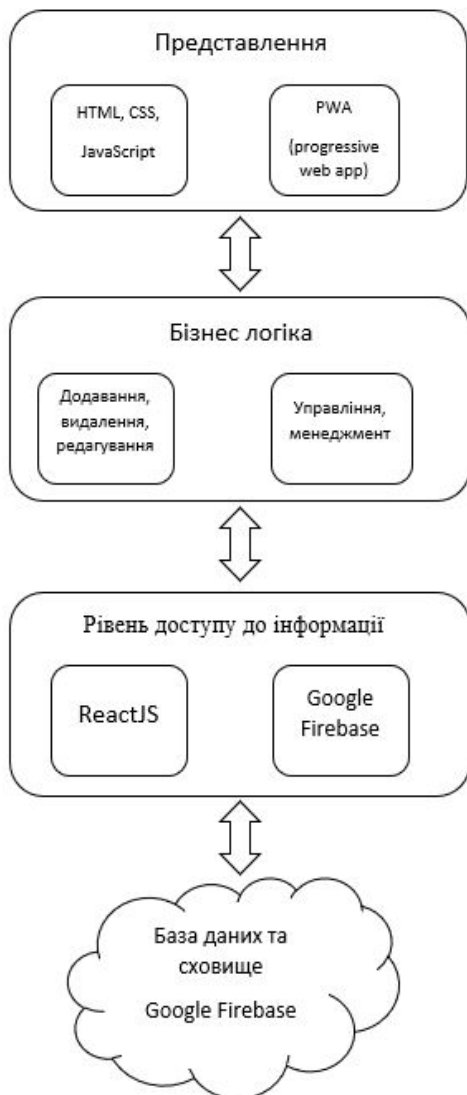 Представлення
HTML, CSS,
JavaScript
PWA
(progressive
web app)
Бізнес логіка
Додавання,
видалення,
редагування
Управління,
менеджмент
Рівень доступу до інформації
ReactJS
Google
Firebase
База даних та
сховище
Google Firebase